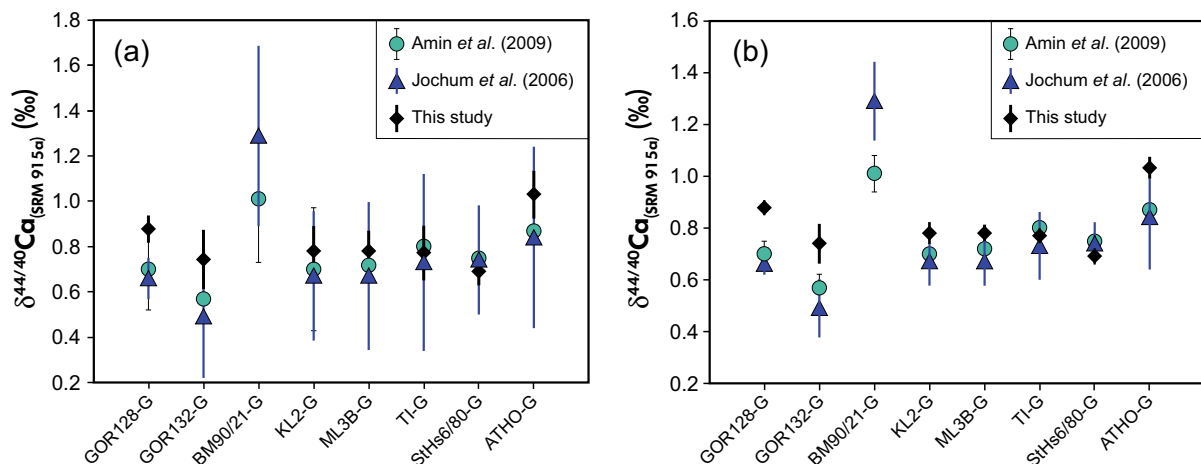 (a)
Amin et al. (2009)
Jochum et al. (2006)
This study
δ44/40Ca(SRM 915a) (‰)
1.8
1.6
1.4
1.2
1.0
0.8
0.6
0.4
0.2
GOR128-G
GOR132-G
BM90/21-G
KL2-G
ML3B-G
TI-G
StHs6/80-G
ATHO-G
(b)
Amin et al. (2009)
Jochum et al. (2006)
This study
δ44/40Ca(SRM 915a) (‰)
1.6
1.4
1.2
1.0
0.8
0.6
0.4
0.2
GOR128-G
GOR132-G
BM90/21-G
KL2-G
ML3B-G
TI-G
StHs6/80-G
ATHO-G